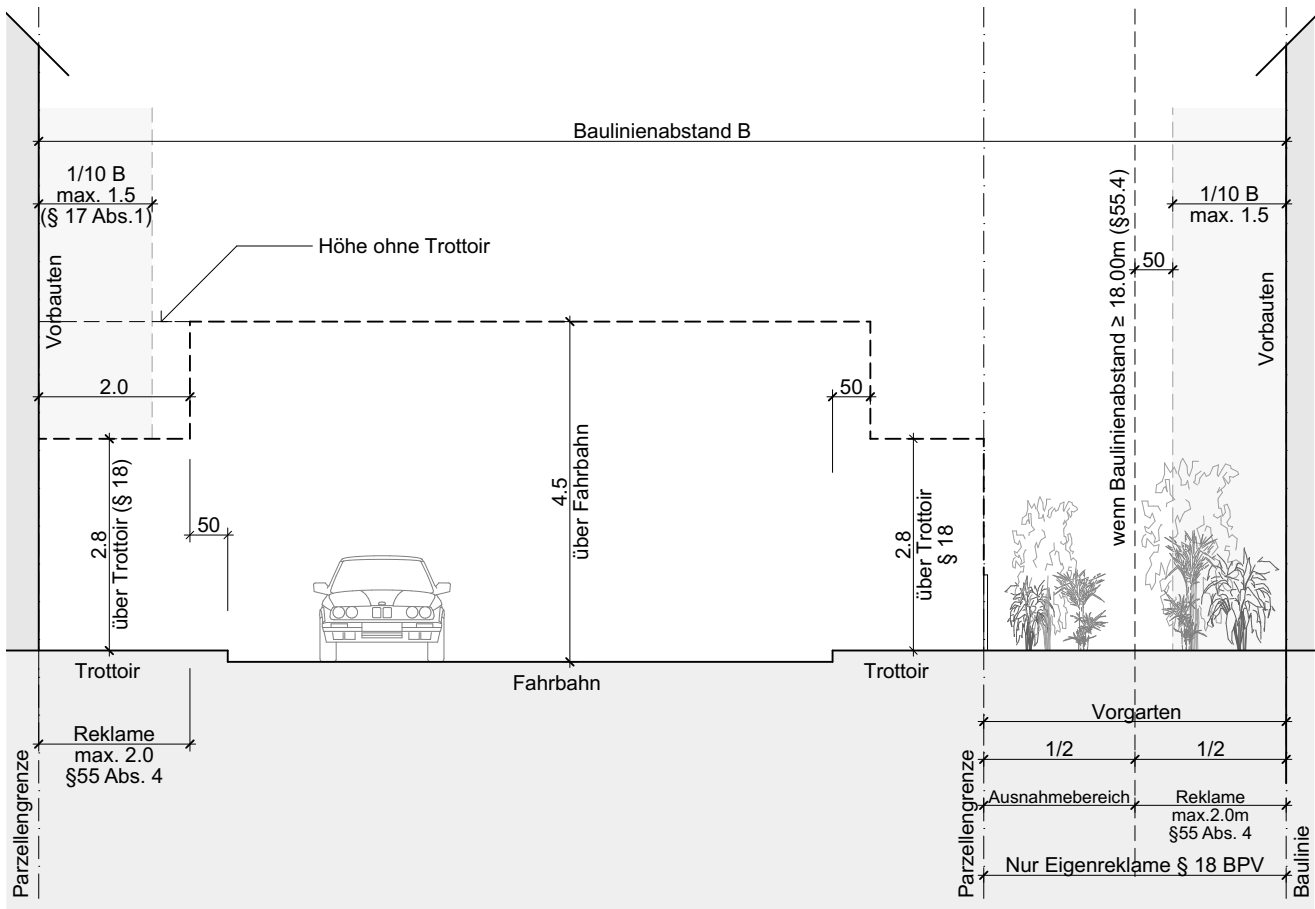 Baulinienabstand B
1/10 B
max. 1.5
(§ 17 Abs.1)
Vorbauten
Höhe ohne Trottoir
2.0
2.8
über Trottoir (§ 18)
50
4.5
über Fahrbahn
50
2.8
über Trottoir
§ 18
wenn Baulinienabstand ≥ 18.00m (§55.4)
50
1/10 B
max. 1.5
Vorbauten
Trottoir
Fahrbahn
Trottoir
Reklame
max. 2.0
§55 Abs. 4
Parzellengrenze
Vorgarten
1/2
1/2
Ausnahmebereich
Reklame
max.2.0m
§55 Abs. 4
Nur Eigenreklame § 18 BPV
Parzellengrenze
Baulinie